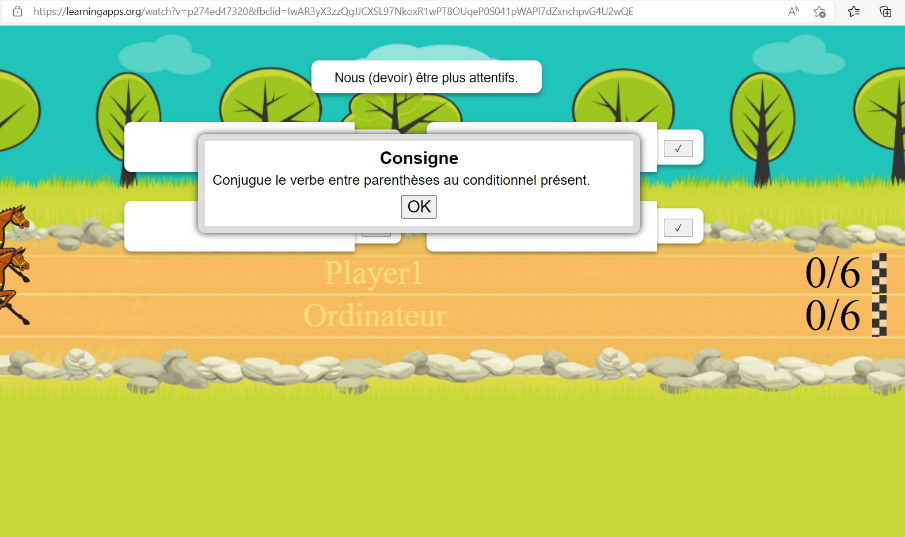 https://learningapps.org/watch?v=p274ed47320&fbclid=IwAR3yX3zzQgJJCXSL97NkoxR1wPT8OUqeP0S041pWAPl7dZxnchpvG4U2wQE
Nous (devoir) être plus attentifs.
Consigne
Conjugue le verbe entre parenthèses au conditionnel présent.
OK
Player1
0/6
Ordinateur
0/6